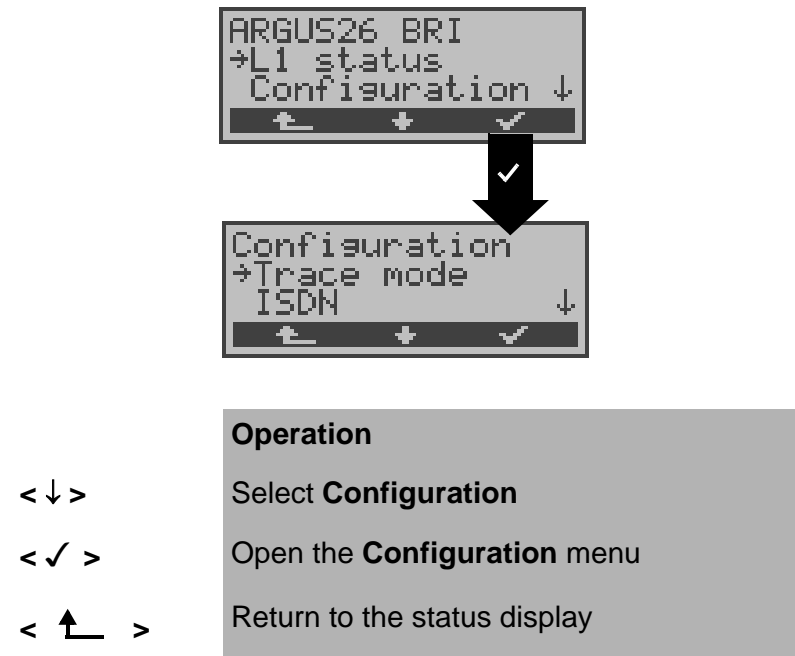 ARGUS26 BRI
→L1 status
Configuration ↓
✓
Configuration
→Trace mode
ISDN ↓
Operation
<↓> Select Configuration
<✓ > Open the Configuration menu
< > Return to the status display